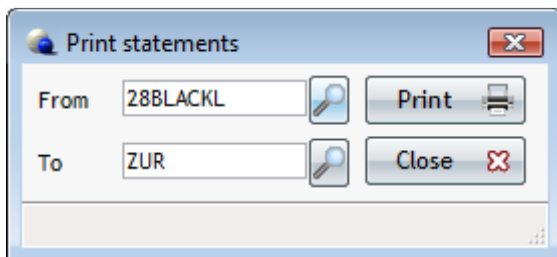 Print statements
From 28BLACKL Print
To ZUR Close